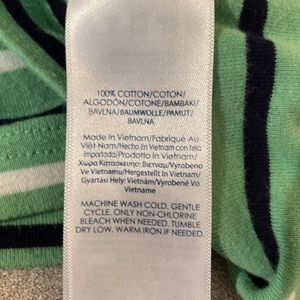 100% COTTON/COTON/
ALGODÓN/COTONE/BAMBAKI/
BAVLNA/BAUMWOLLE/PAMUT/
BAVLNA
Made In Vietnam/Fabriqué Au
Viêt Nam/Hecho En Vietnam con tela
importada/Prodotto in Vietnam/
Χώρα Κατασκευής: Βιετνάμ/Vyrobeno
Ve Vietnamu/Hergestellt In Vietnam/
Gyártási Hely: Vietnám/Vyrobené Vo
Vietname
MACHINE WASH COLD. GENTLE
CYCLE. ONLY NON-CHLORINE
BLEACH WHEN NEEDED. TUMBLE
DRY LOW. WARM IRON IF NEEDED.